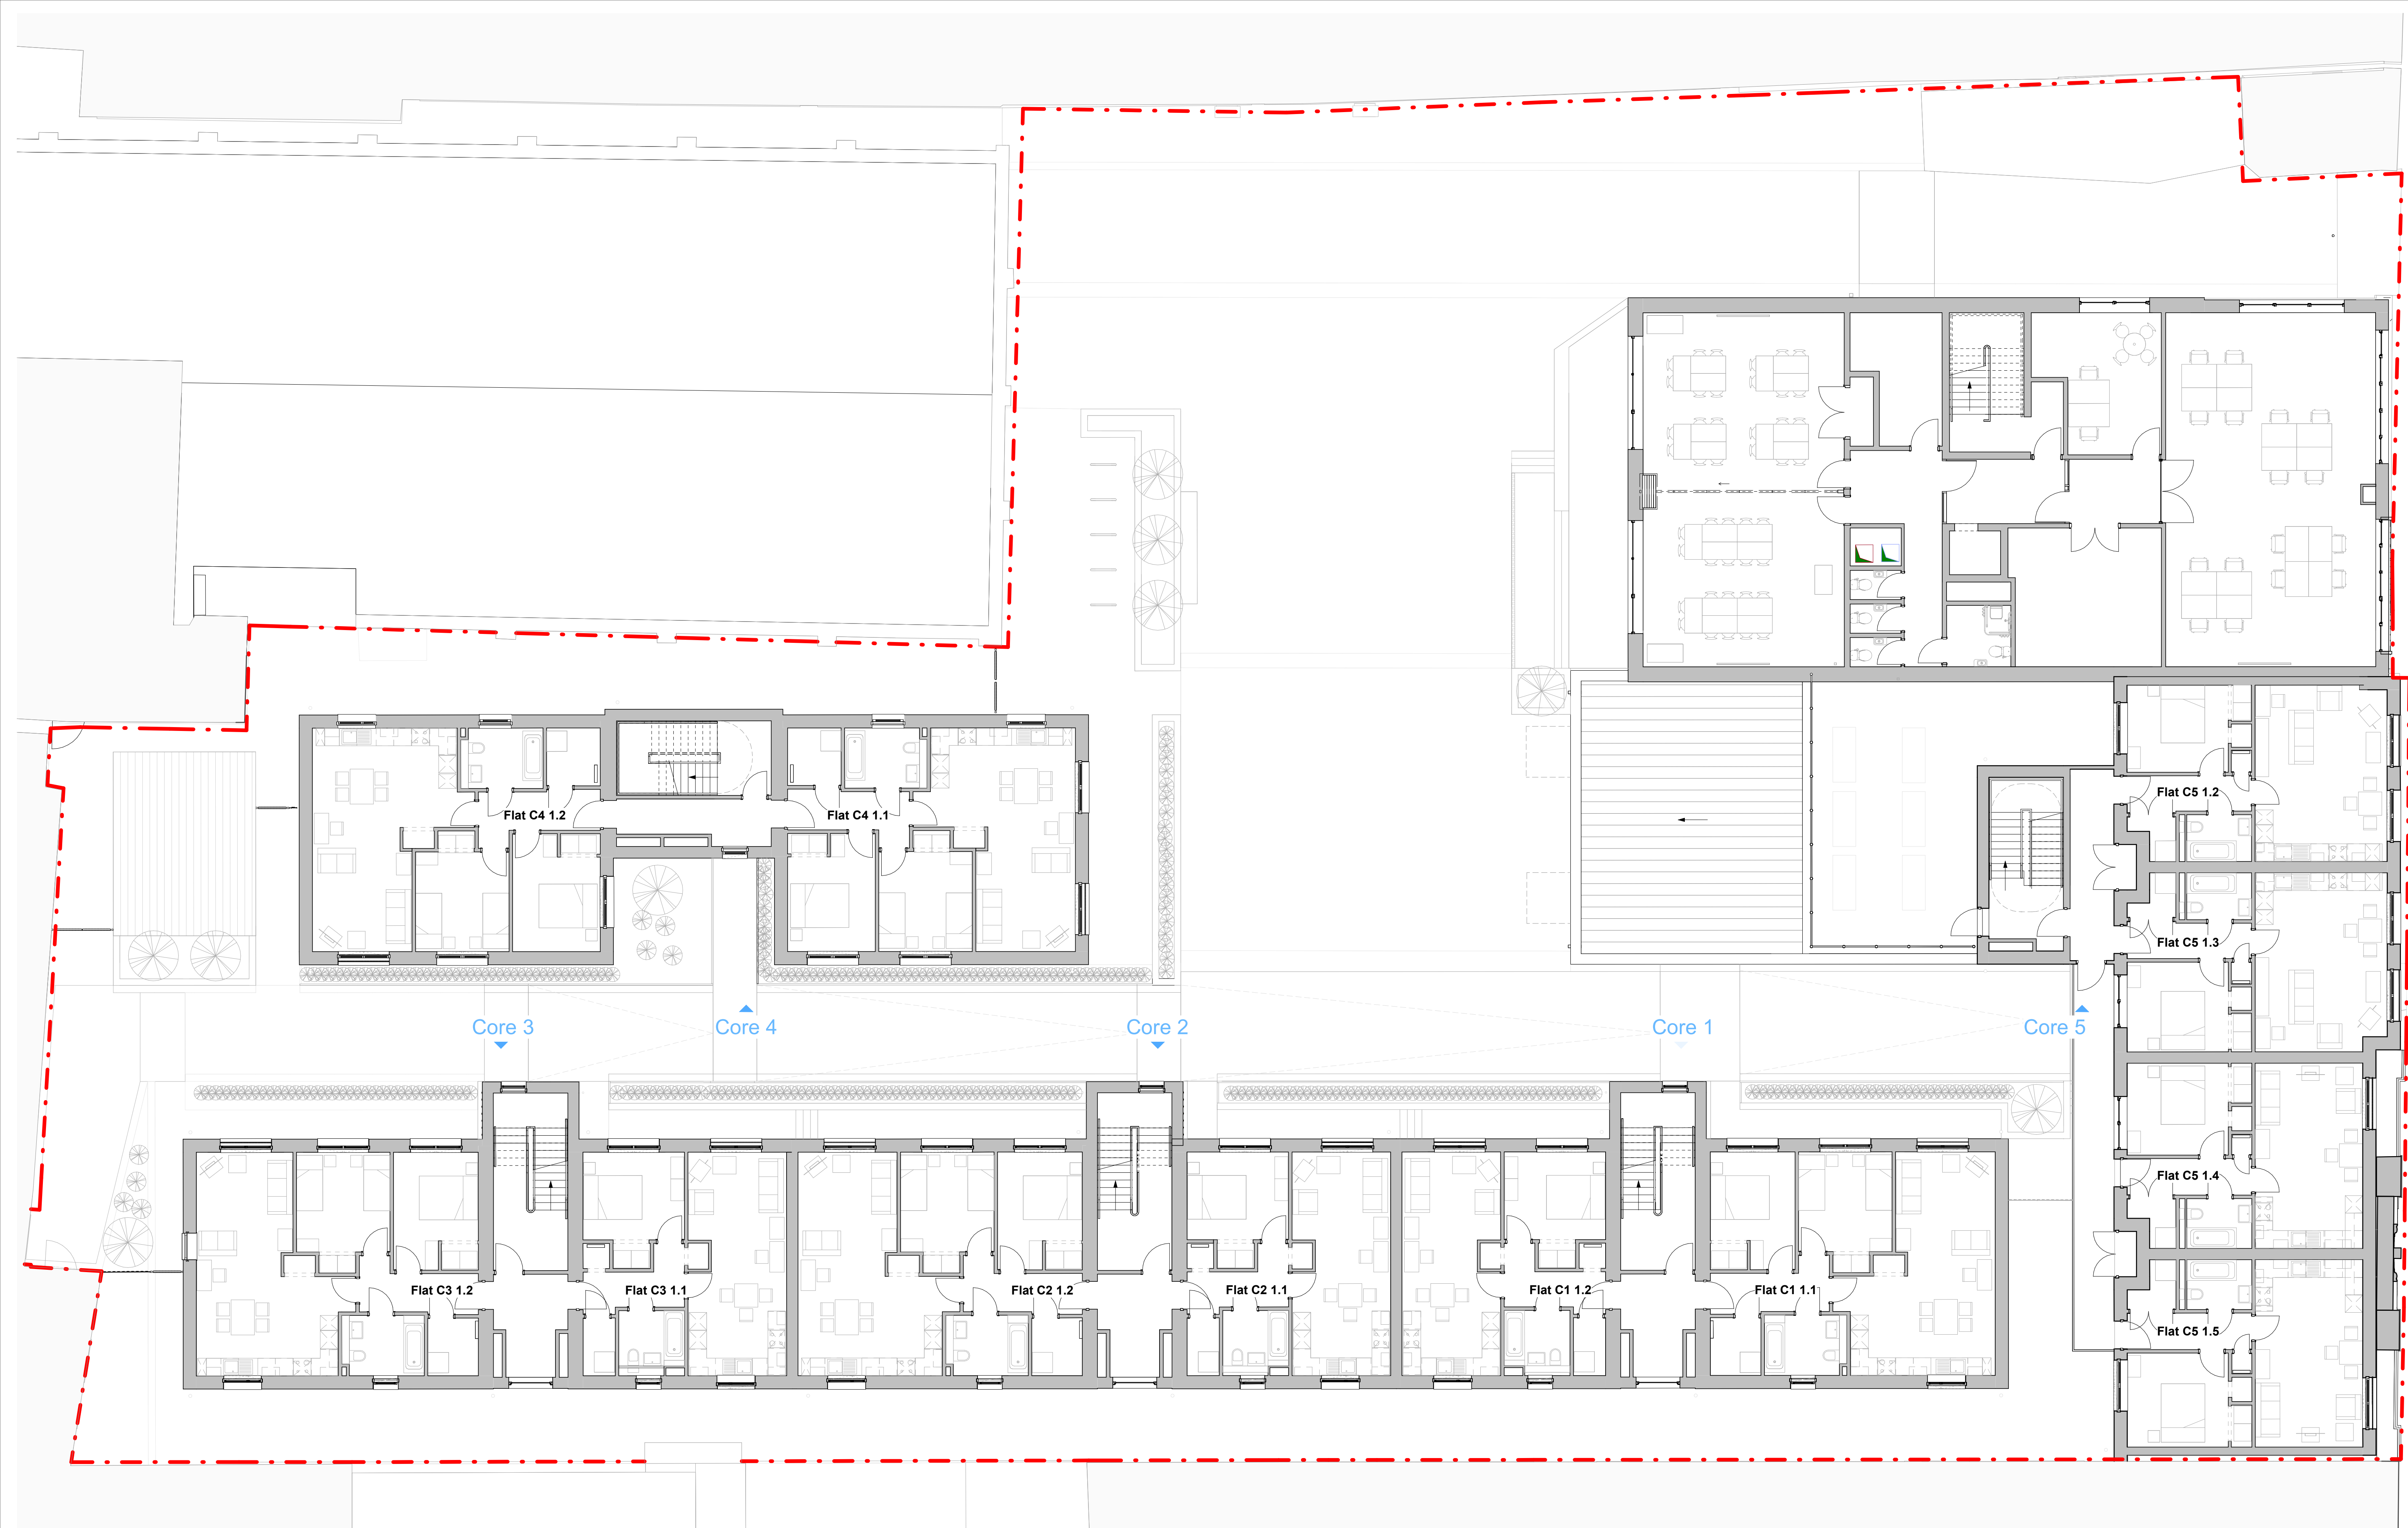 Flat C5 1.2
Flat C4 1.2
Flat C4 1.1
Flat C5 1.3
Core 3
Core 4
Core 2
Core 1
Core 5
Flat C5 1.4
Flat C3 1.2
Flat C3 1.1
Flat C2 1.2
Flat C2 1.1
Flat C1 1.2
Flat C1 1.1
Flat C5 1.5